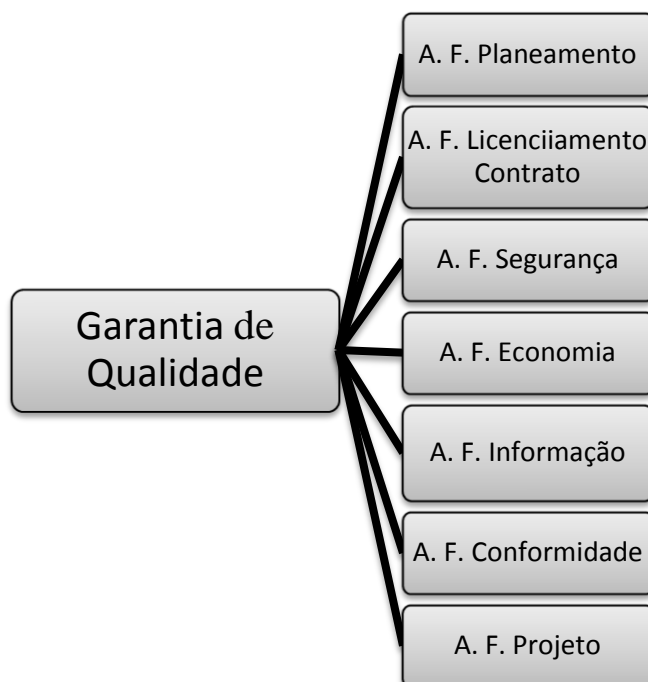 A. F. Planeamento
A. F. Licenciiamento
Contrato
A. F. Segurança
Garantia de
Qualidade
A. F. Economia
A. F. Informação
A. F. Conformidade
A. F. Projeto